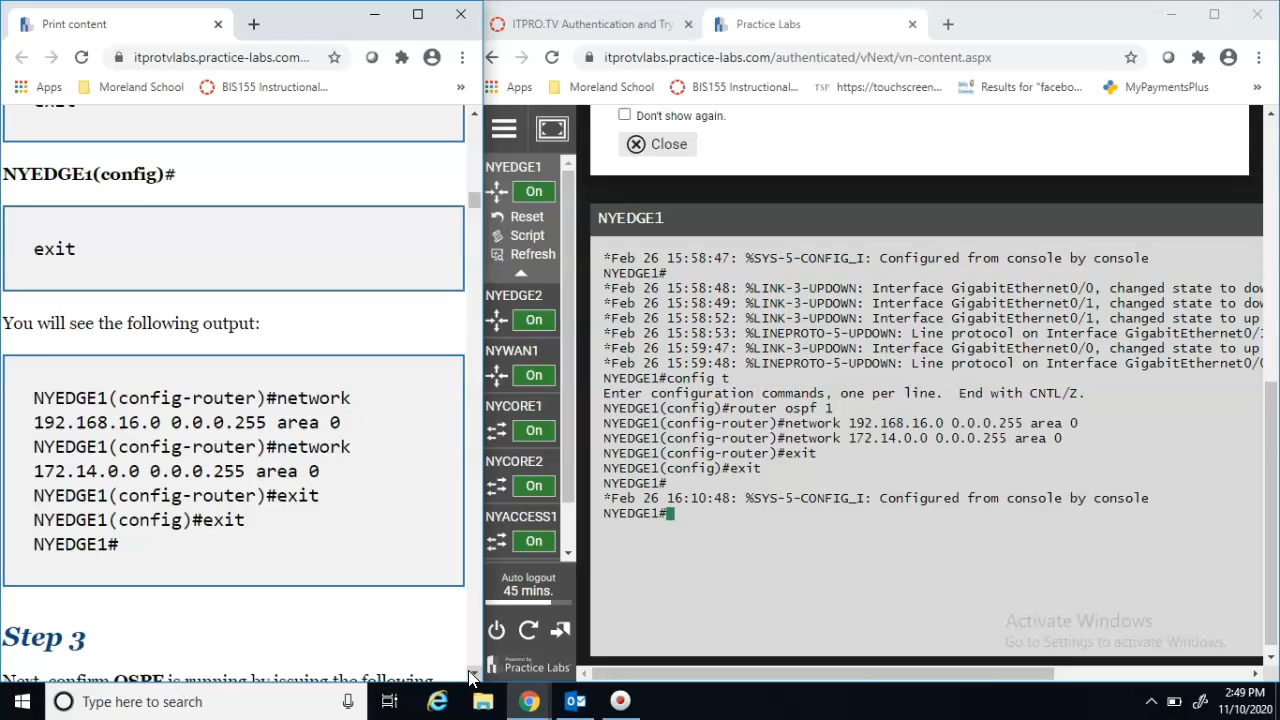 Print content
itprotvlabs.practice-labs.com...
Apps
Moreland School
BIS155 Instructional...
»
NYEDGE1(config)#
exit
You will see the following output:
NYEDGE1(config-router)#network
192.168.16.0 0.0.0.255 area 0
NYEDGE1(config-router)#network
172.14.0.0 0.0.0.255 area 0
NYEDGE1(config-router)#exit
NYEDGE1(config)#exit
NYEDGE1#
Step 3
Next, confirm OSPF is running by issuing the following
ITPRO.TV Authentication and Try
Practice Labs
itprotvlabs.practice-labs.com/authenticated/vNext/vn-content.aspx
Apps
Moreland School
BIS155 Instructional...
TSP https://touchscreen...
Results for "facebo...
MyPaymentsPlus
»
Don't show again.
Close
NYEDGE1
On
Reset
Script
Refresh
NYEDGE2
On
NYWAN1
On
NYCORE1
On
NYCORE2
On
NYACCESS1
On
Auto logout
45 mins.
Powered by
Practice Labs
NYEDGE1
*Feb 26 15:58:47: %SYS-5-CONFIG_I: Configured from console by console
NYEDGE1#
*Feb 26 15:58:48: %LINK-3-UPDOWN: Interface GigabitEthernet0/0, changed state to dow
*Feb 26 15:58:49: %LINK-3-UPDOWN: Interface GigabitEthernet0/1, changed state to dow
*Feb 26 15:58:52: %LINK-3-UPDOWN: Interface GigabitEthernet0/1, changed state to up
*Feb 26 15:58:53: %LINEPROTO-5-UPDOWN: Line protocol on Interface GigabitEthernet0/1
*Feb 26 15:59:47: %LINK-3-UPDOWN: Interface GigabitEthernet0/0, changed state to up
*Feb 26 15:59:48: %LINEPROTO-5-UPDOWN: Line protocol on Interface GigabitEthernet0/0
NYEDGE1#config t
Enter configuration commands, one per line. End with CNTL/Z.
NYEDGE1(config)#router ospf 1
NYEDGE1(config-router)#network 192.168.16.0 0.0.0.255 area 0
NYEDGE1(config-router)#network 172.14.0.0 0.0.0.255 area 0
NYEDGE1(config-router)#exit
NYEDGE1(config)#exit
NYEDGE1#
*Feb 26 16:10:48: %SYS-5-CONFIG_I: Configured from console by console
NYEDGE1#
Activate Windows
Go to Settings to activate Windows.
Type here to search
2:49 PM
11/10/2020